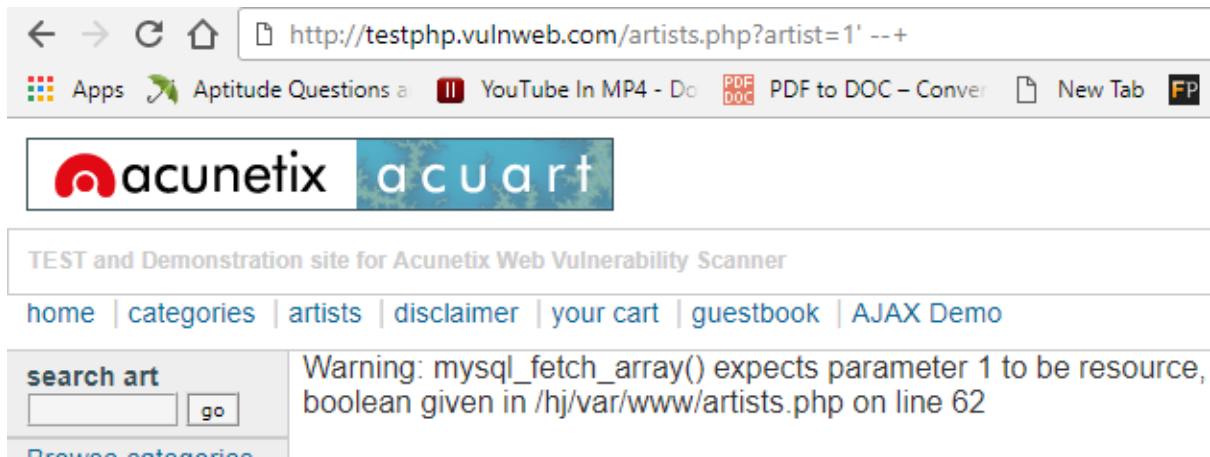 http://testphp.vulnweb.com/artists.php?artist=1' --+
Apps Aptitude Questions a YouTube In MP4 - Do PDF DOC PDF to DOC – Conver New Tab FP
acunetix acuart
TEST and Demonstration site for Acunetix Web Vulnerability Scanner
home | categories | artists | disclaimer | your cart | guestbook | AJAX Demo
search art
go
Warning: mysql_fetch_array() expects parameter 1 to be resource,
boolean given in /hj/var/www/artists.php on line 62
Browse categories